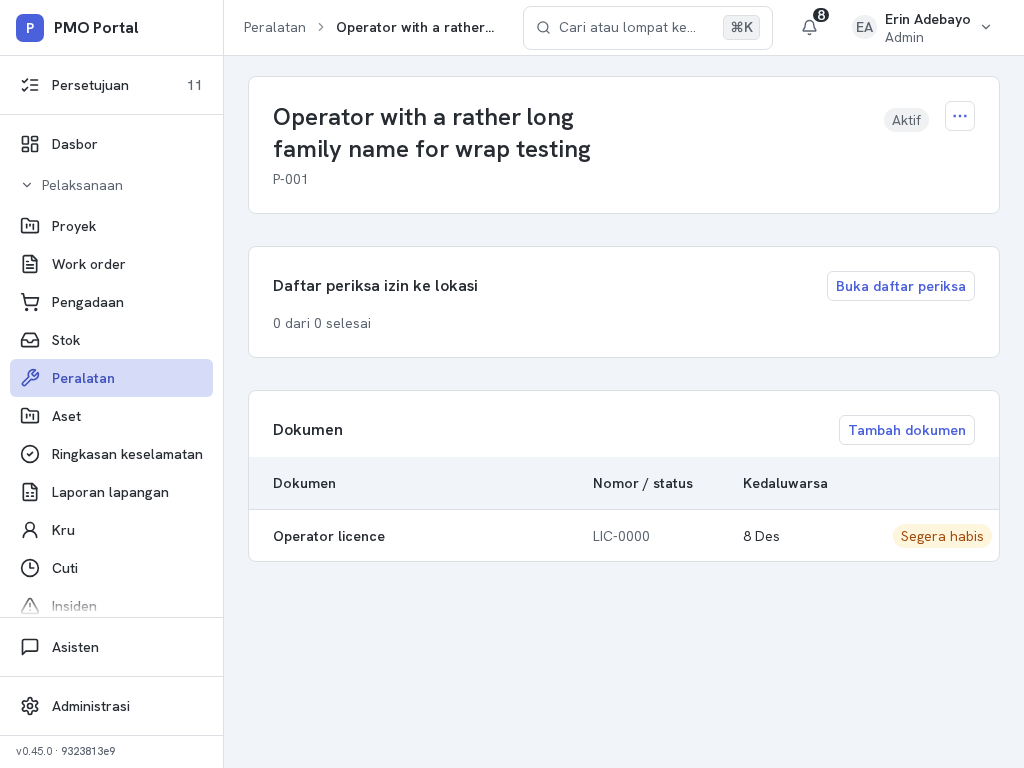 P PMO Portal
Peralatan > Operator with a rather...
Cari atau lompat ke... ⌘K
8
EA Erin Adebayo
Admin
Persetujuan 11
Dasbor
Pelaksanaan
Proyek
Work order
Pengadaan
Stok
Peralatan
Aset
Ringkasan keselamatan
Laporan lapangan
Kru
Cuti
Insiden
Asisten
Administrasi
v0.45.0 · 9323813e9
Operator with a rather long
family name for wrap testing
P-001
Aktif
Daftar periksa izin ke lokasi
Buka daftar periksa
0 dari 0 selesai
Dokumen
Tambah dokumen
Dokumen Nomor / status Kedaluwarsa
Operator licence LIC-0000 8 Des Segera habis